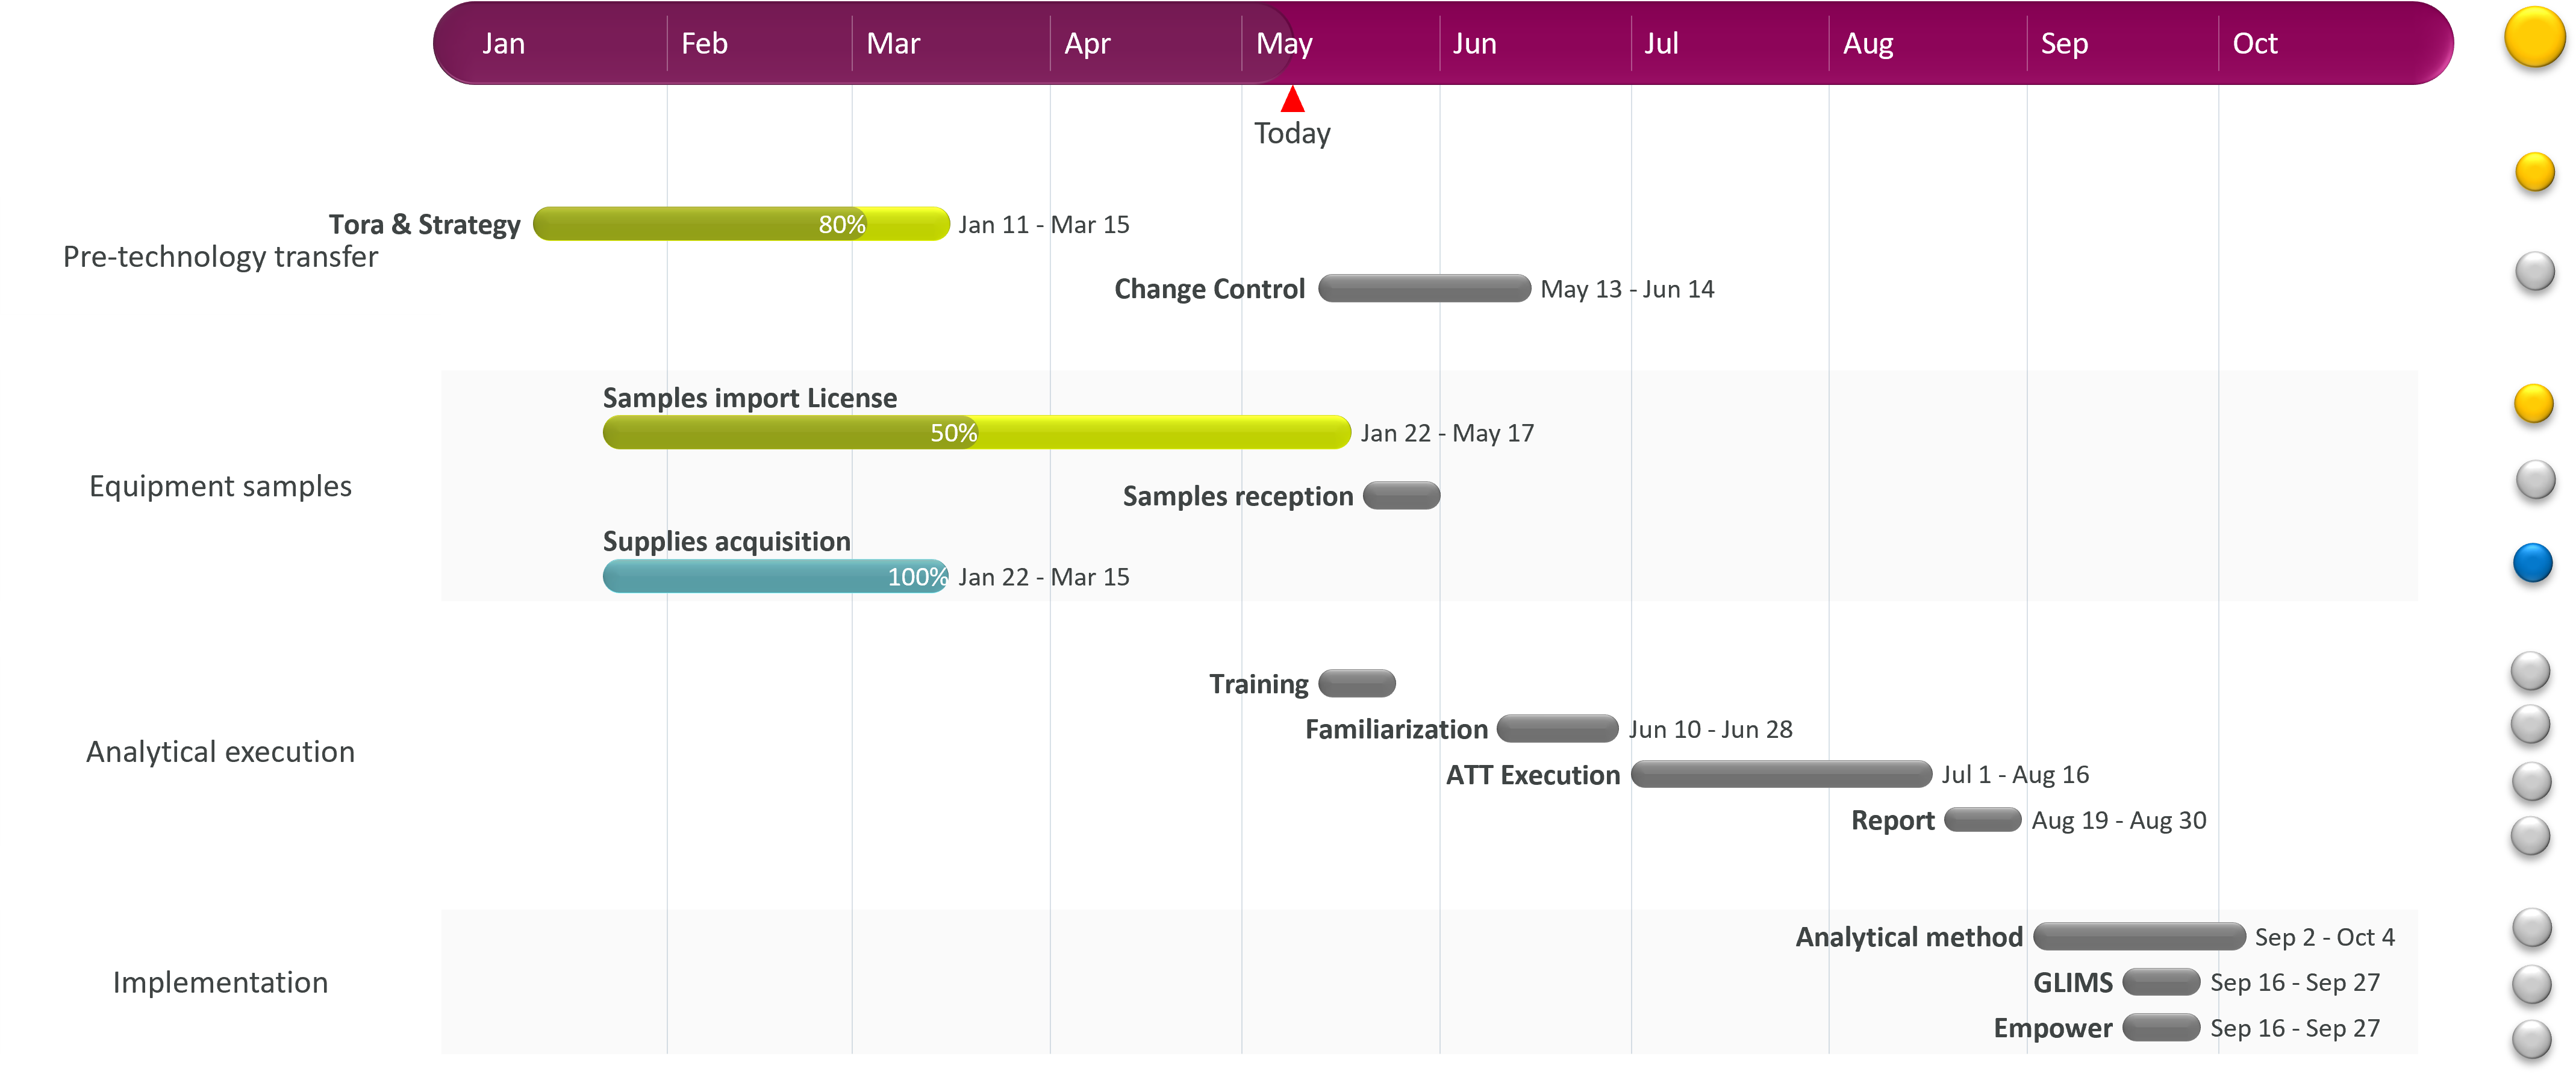 Jan Feb Mar Apr May Jun Jul Aug Sep Oct
Today
Pre-technology transfer
Tora & Strategy 80% Jan 11 - Mar 15
Change Control May 13 - Jun 14
Equipment samples
Samples import License
50% Jan 22 - May 17
Samples reception
Supplies acquisition
100% Jan 22 - Mar 15
Analytical execution
Training
Familiarization Jun 10 - Jun 28
ATT Execution Jul 1 - Aug 16
Report Aug 19 - Aug 30
Implementation
Analytical method Sep 2 - Oct 4
GLIMS Sep 16 - Sep 27
Empower Sep 16 - Sep 27